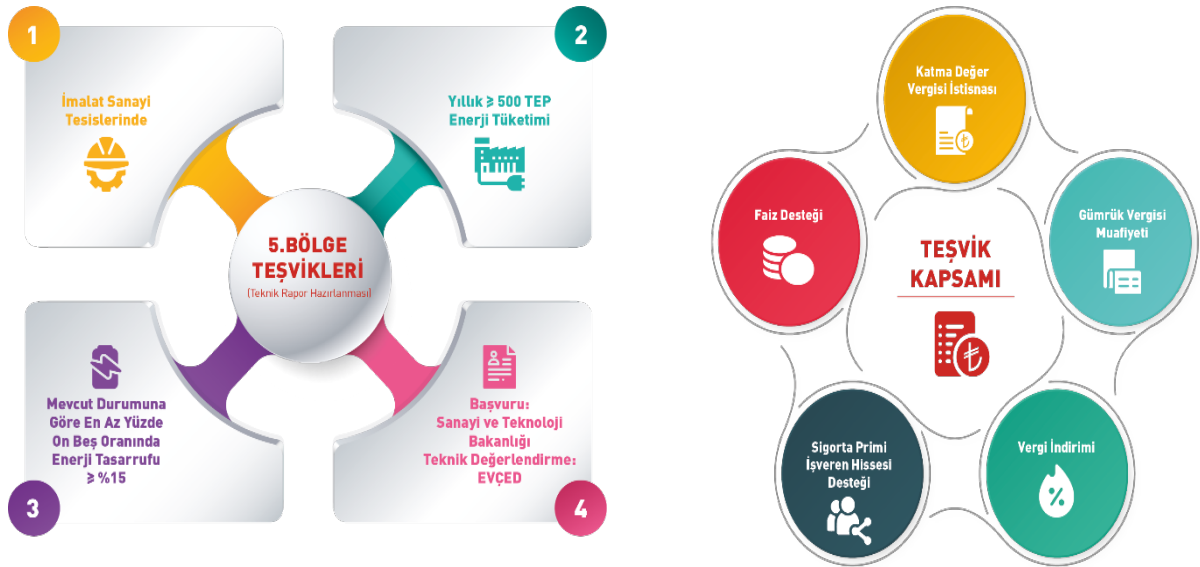 1
İmalat Sanayi
Tesislerinde
2
Yıllık ≥ 500 TEP
Enerji Tüketimi
5.BÖLGE
TEŞVİKLERİ
(Teknik Rapor Hazırlanması)
Mevcut Durumuna
Göre En Az Yüzde
On Beş Oranında
Enerji Tasarrufu
≥ %15
3
Başvuru:
Sanayi ve Teknoloji
Bakanlığı
Teknik Değerlendirme:
EVÇED
4
Katma Değer
Vergisi İstisnası
Faiz Desteği
Gümrük Vergisi
Muafiyeti
TEŞVİK
KAPSAMI
Sigorta Primi
İşveren Hissesi
Desteği
Vergi İndirimi